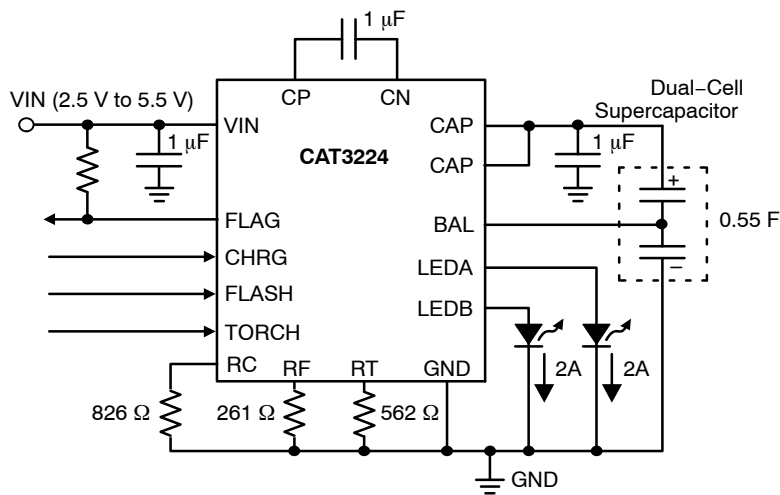 1 μF
VIN (2.5 V to 5.5 V)
CP
CN
Dual−Cell
Supercapacitor
VIN
1 μF
CAT3224
CAP
1 μF
CAP
+
FLAG
BAL
0.55 F
CHRG
LEDA
−
FLASH
LEDB
TORCH
RC
RF
RT
GND
2A
2A
826 Ω
261 Ω
562 Ω
GND